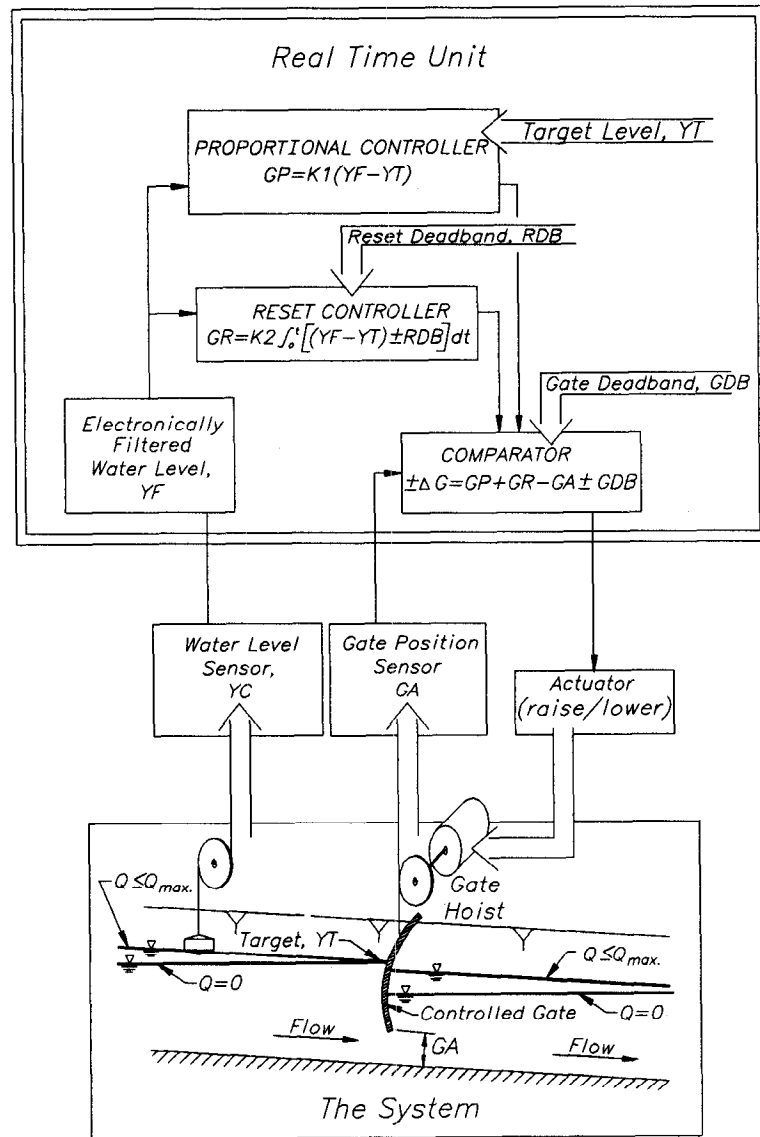 Real Time Unit
Target Level, YT
PROPORTIONAL CONTROLLER
GP=K1(YF-YT)
Reset Deadband, RDB
RESET CONTROLLER
GR=K2∫₀ᵗ[(YF-YT)±RDB]dt
Gate Deadband, GDB
Electronically
Filtered
Water Level,
YF
COMPARATOR
±ΔG=GP+GR-GA±GDB
Water Level
Sensor,
YC
Gate Position
Sensor
GA
Actuator
(raise/lower)
Gate
Hoist
Q≤Qmax.
Target, YT
Q≤Qmax.
Q=0
Q=0
Controlled Gate
Flow
GA
Flow
The System